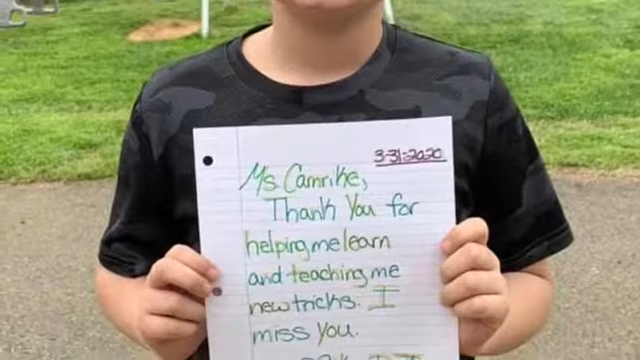 3-31-2020
Ms. Camrike,
Thank You for
helping me learn
and teaching me
new tricks. I
miss you.